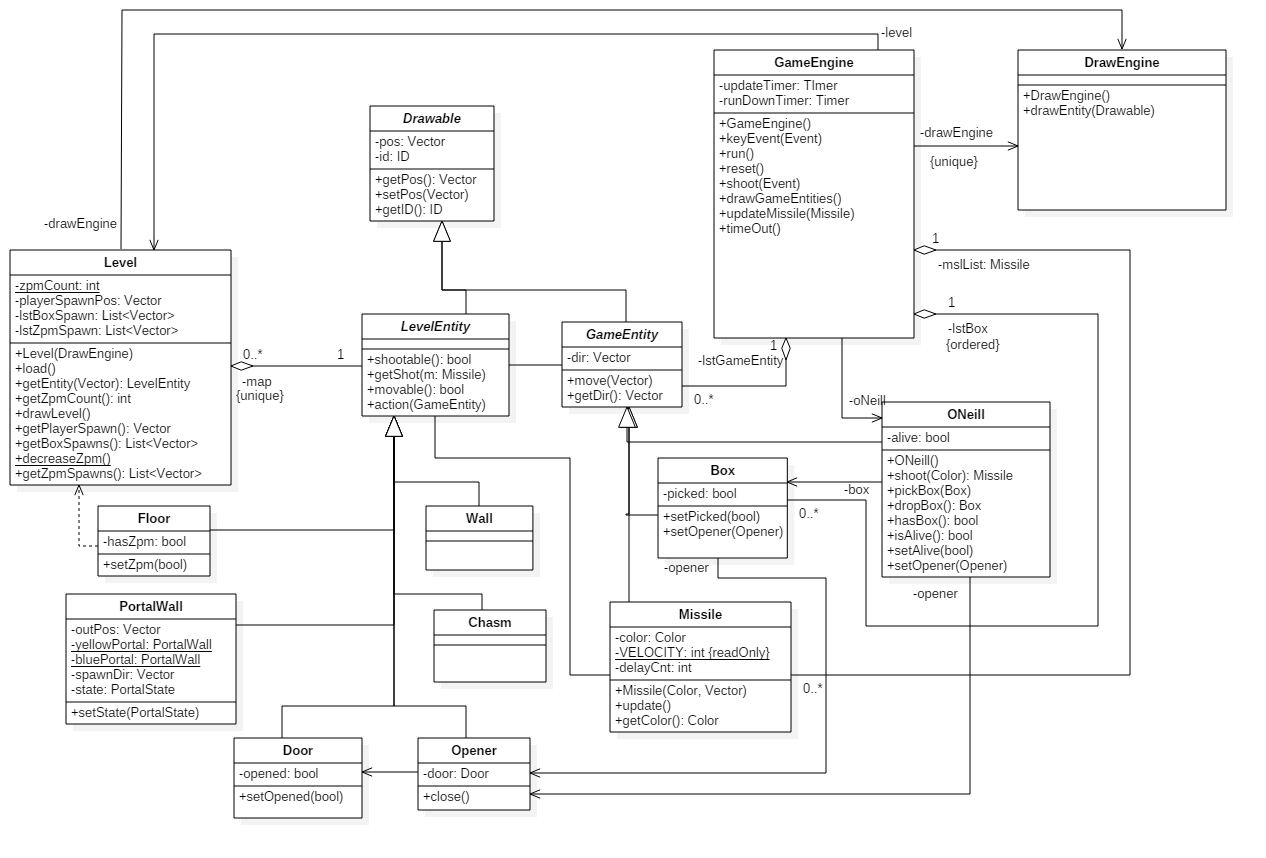 -level
GameEngine
-updateTimer: TImer
-runDownTimer: Timer
+GameEngine()
+keyEvent(Event)
+run()
+reset()
+shoot(Event)
+drawGameEntities()
+updateMissile(Missile)
+timeOut()
DrawEngine
+DrawEngine()
+drawEntity(Drawable)
-drawEngine
{unique}
Drawable
-pos: Vector
-id: ID
+getPos(): Vector
+setPos(Vector)
+getID(): ID
-drawEngine
Level
-zpmCount: int
-playerSpawnPos: Vector
-lstBoxSpawn: List<Vector>
-lstZpmSpawn: List<Vector>
+Level(DrawEngine)
+load()
+getEntity(Vector): LevelEntity
+getZpmCount(): int
+drawLevel()
+getPlayerSpawn(): Vector
+getBoxSpawns(): List<Vector>
+decreaseZpm()
+getZpmSpawns(): List<Vector>
0..*
1
-map
{unique}
LevelEntity
+shootable(): bool
+getShot(m: Missile)
+movable(): bool
+action(GameEntity)
GameEntity
-dir: Vector
+move(Vector)
+getDir(): Vector
1
-lstGameEntity
0..*
1
-mslList: Missile
1
-lstBox
{ordered}
-oNeill
ONeill
-alive: bool
+ONeill()
+shoot(Color): Missile
+pickBox(Box)
+dropBox(): Box
+hasBox(): bool
+isAlive(): bool
+setAlive(bool)
+setOpener(Opener)
Box
-picked: bool
+setPicked(bool)
+setOpener(Opener)
-box
0..*
-opener
-opener
Floor
-hasZpm: bool
+setZpm(bool)
Wall
PortalWall
-outPos: Vector
-yellowPortal: PortalWall
-bluePortal: PortalWall
-spawnDir: Vector
-state: PortalState
+setState(PortalState)
Chasm
Missile
-color: Color
-VELOCITY: int {readOnly}
-delayCnt: int
+Missile(Color, Vector)
+update()
+getColor(): Color
0..*
Door
-opened: bool
+setOpened(bool)
Opener
-door: Door
+close()